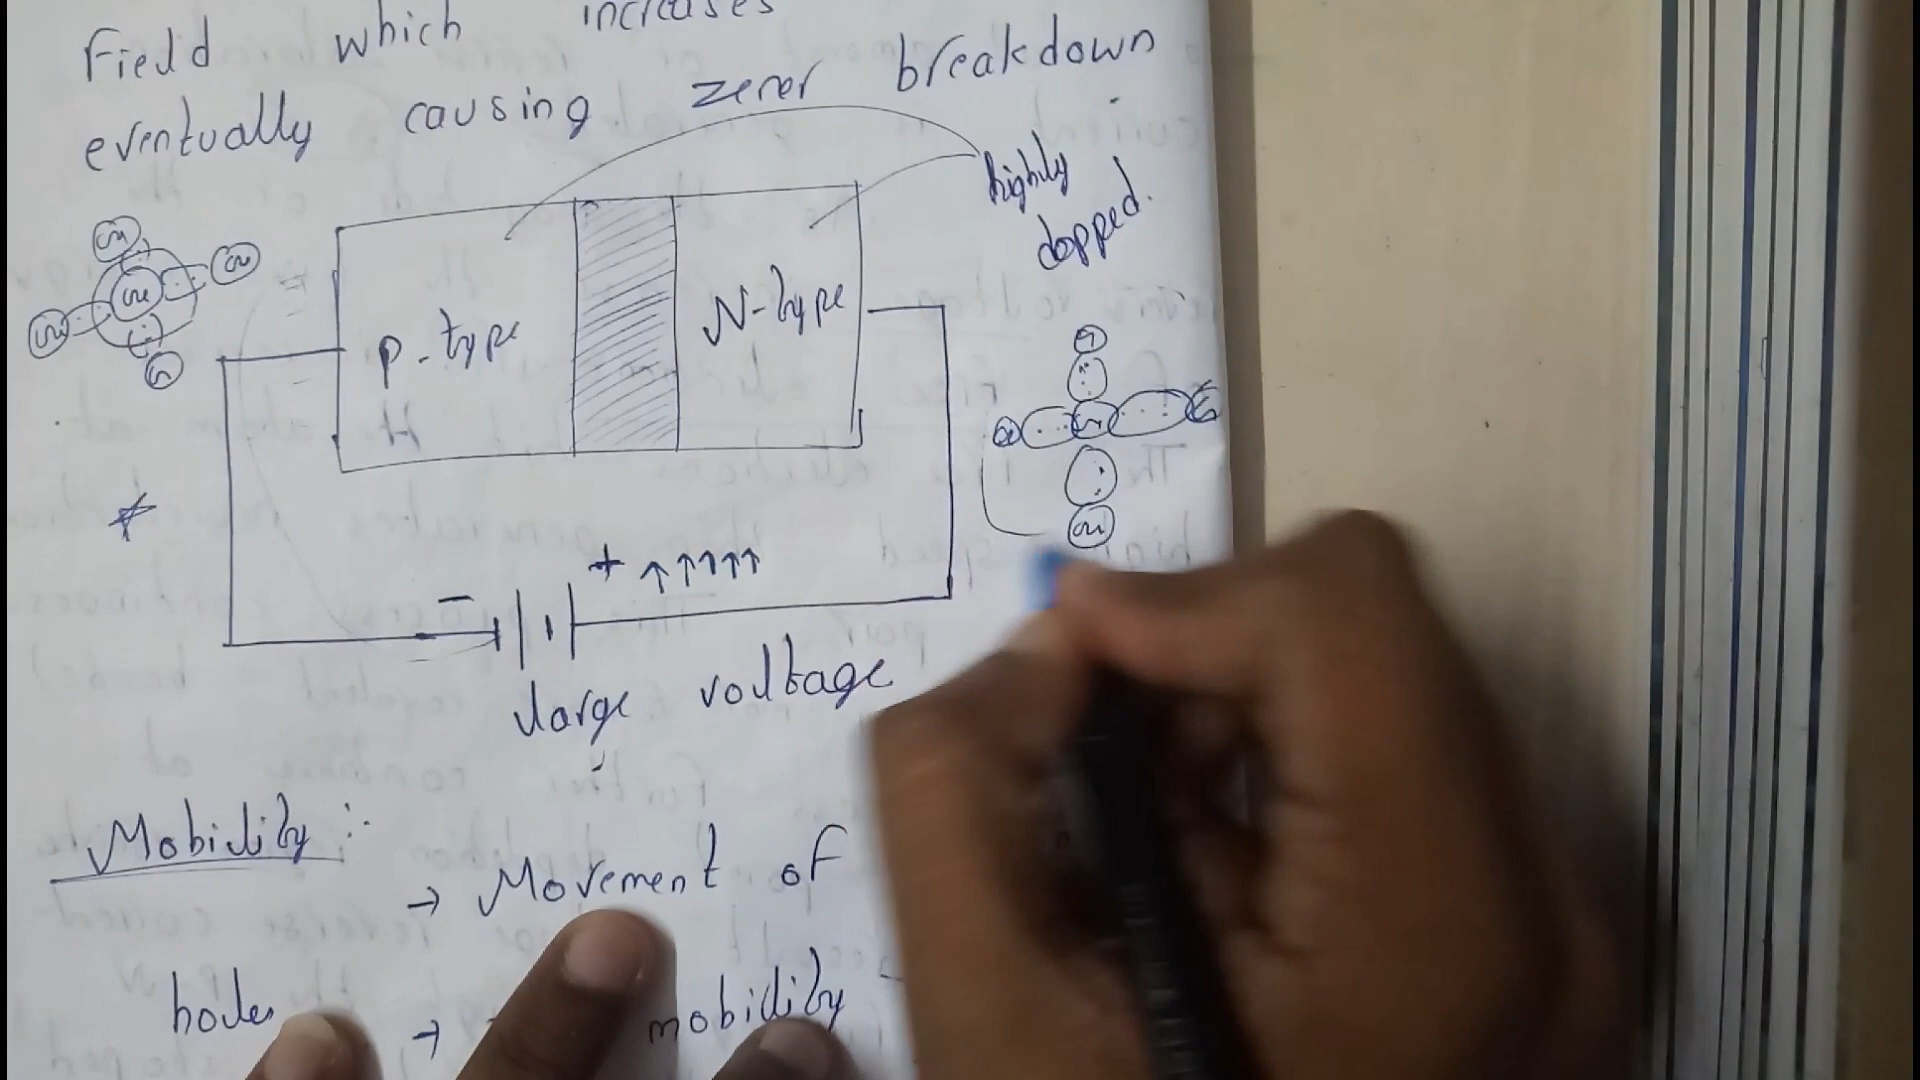 Field which increases
eventually causing zener breakdown
highly
dopped.
P-type
N-type
H
- +
large voltage
Mobility :-
→ Movement of
holes → mobility